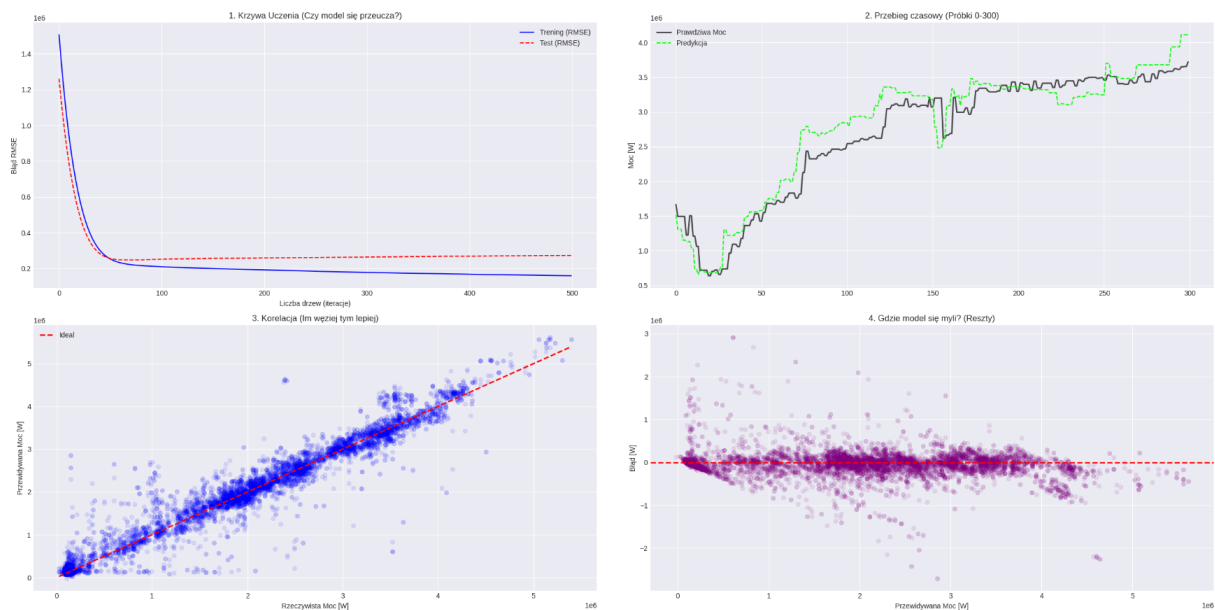 1. Krzywa Uczenia (Czy model się przeucza?)
1e6
Trening (RMSE)
Test (RMSE)
1.4
1.2
1.0
0.8
0.6
0.4
0.2
Błąd RMSE
0
100
200
300
400
500
Liczba drzew (iteracje)
2. Przebieg czasowy (Próbki 0-300)
1e6
Prawdziwa Moc
Predykcja
4.0
3.5
3.0
2.5
2.0
1.5
1.0
0.5
Moc [W]
0
50
100
150
200
250
300
3. Korelacja (Im węziej tym lepiej)
1e6
Ideal
5
4
3
2
1
0
Przewidywana Moc [W]
0
1
2
3
4
5
1e6
Rzeczywista Moc [W]
4. Gdzie model się myli? (Reszty)
1e6
3
2
1
0
−1
−2
Błąd [W]
0
1
2
3
4
5
1e6
Przewidywana Moc [W]